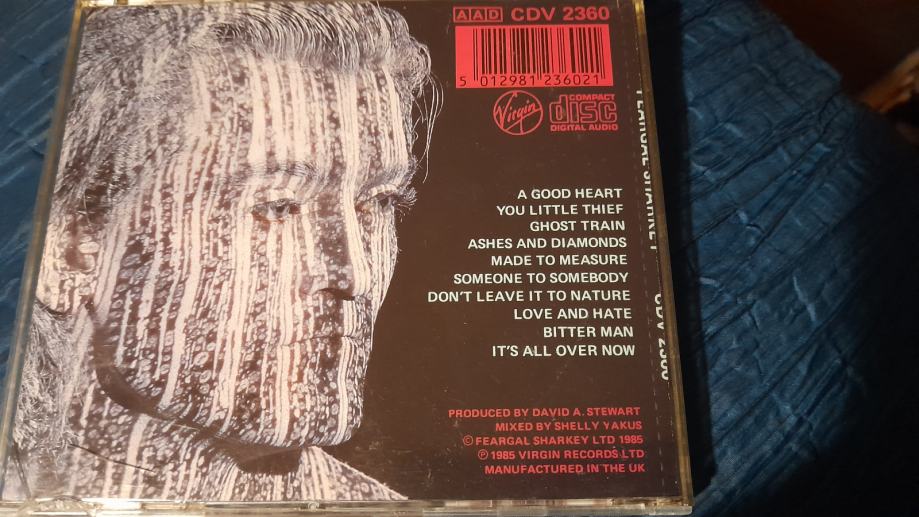 AAD CDV 2360
5 012981 236021
Virgin
COMPACT
disc
DIGITAL AUDIO
FEARGAL SHARKEY
CDV 2360
A GOOD HEART
YOU LITTLE THIEF
GHOST TRAIN
ASHES AND DIAMONDS
MADE TO MEASURE
SOMEONE TO SOMEBODY
DON'T LEAVE IT TO NATURE
LOVE AND HATE
BITTER MAN
IT'S ALL OVER NOW
PRODUCED BY DAVID A. STEWART
MIXED BY SHELLY YAKUS
© FEARGAL SHARKEY LTD 1985
℗ 1985 VIRGIN RECORDS LTD
MANUFACTURED IN THE UK